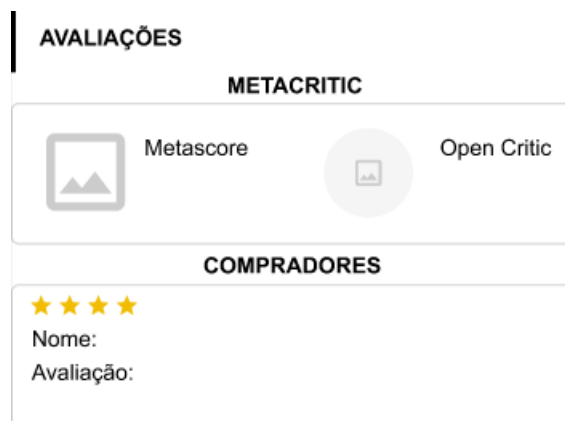 AVALIAÇÕES
METACRITIC
Metascore
Open Critic
COMPRADORES
Nome:
Avaliação: